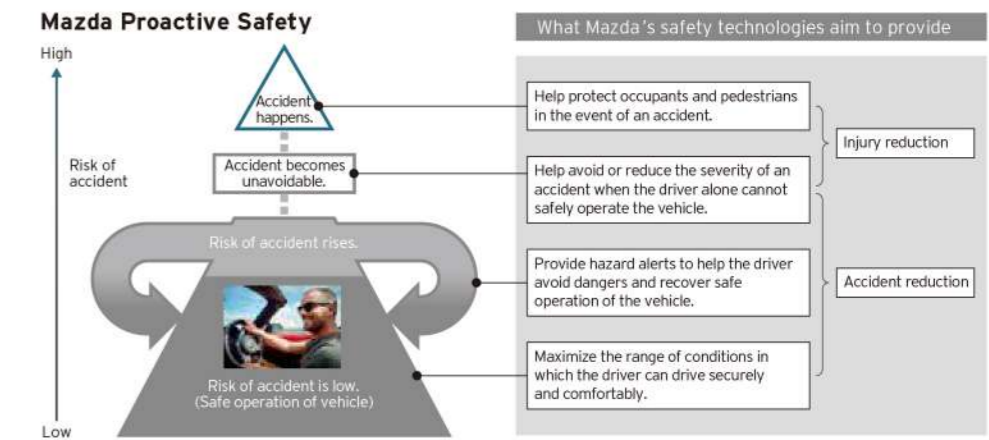 Mazda Proactive Safety
High
Risk of
accident
Low
Accident
happens.
Accident becomes
unavoidable.
Risk of accident rises.
Risk of accident is low.
(Safe operation of vehicle)
What Mazda's safety technologies aim to provide
Help protect occupants and pedestrians
in the event of an accident.
Help avoid or reduce the severity of an
accident when the driver alone cannot
safely operate the vehicle.
Provide hazard alerts to help the driver
avoid dangers and recover safe
operation of the vehicle.
Maximize the range of conditions in
which the driver can drive securely
and comfortably.
Injury reduction
Accident reduction